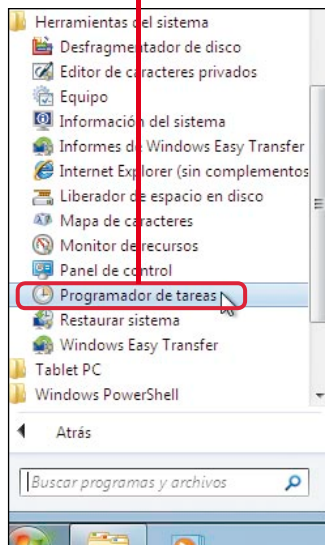 Herramientas del sistema
Desfragmentador de disco
Editor de caracteres privados
Equipo
Información del sistema
Informes de Windows Easy Transfer
Internet Explorer (sin complementos
Liberador de espacio en disco
Mapa de caracteres
Monitor de recursos
Panel de control
Programador de tareas
Restaurar sistema
Windows Easy Transfer
Tablet PC
Windows PowerShell
Atrás
Buscar programas y archivos